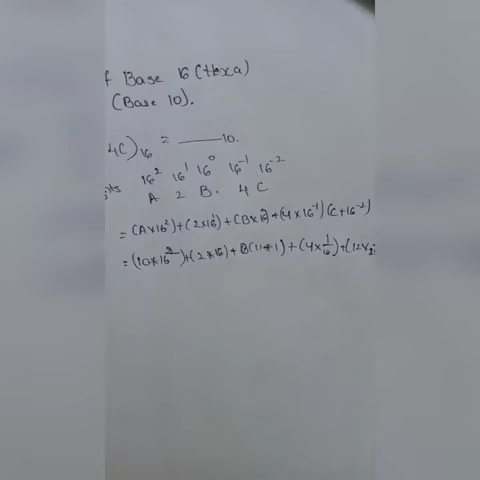 f Base 16 (Hexa)
(Base 10).
4C)₁₆ = ——— 10.
16² 16¹ 16⁰ 16⁻¹ 16⁻²
A 2 B. 4 C
= (A×16²)+(2×16¹)+(B×16⁰)+(4×16⁻¹)(C+16⁻²)
= (10×16²)+(2×16)+B(11×1)+(4×1/6)+(12×